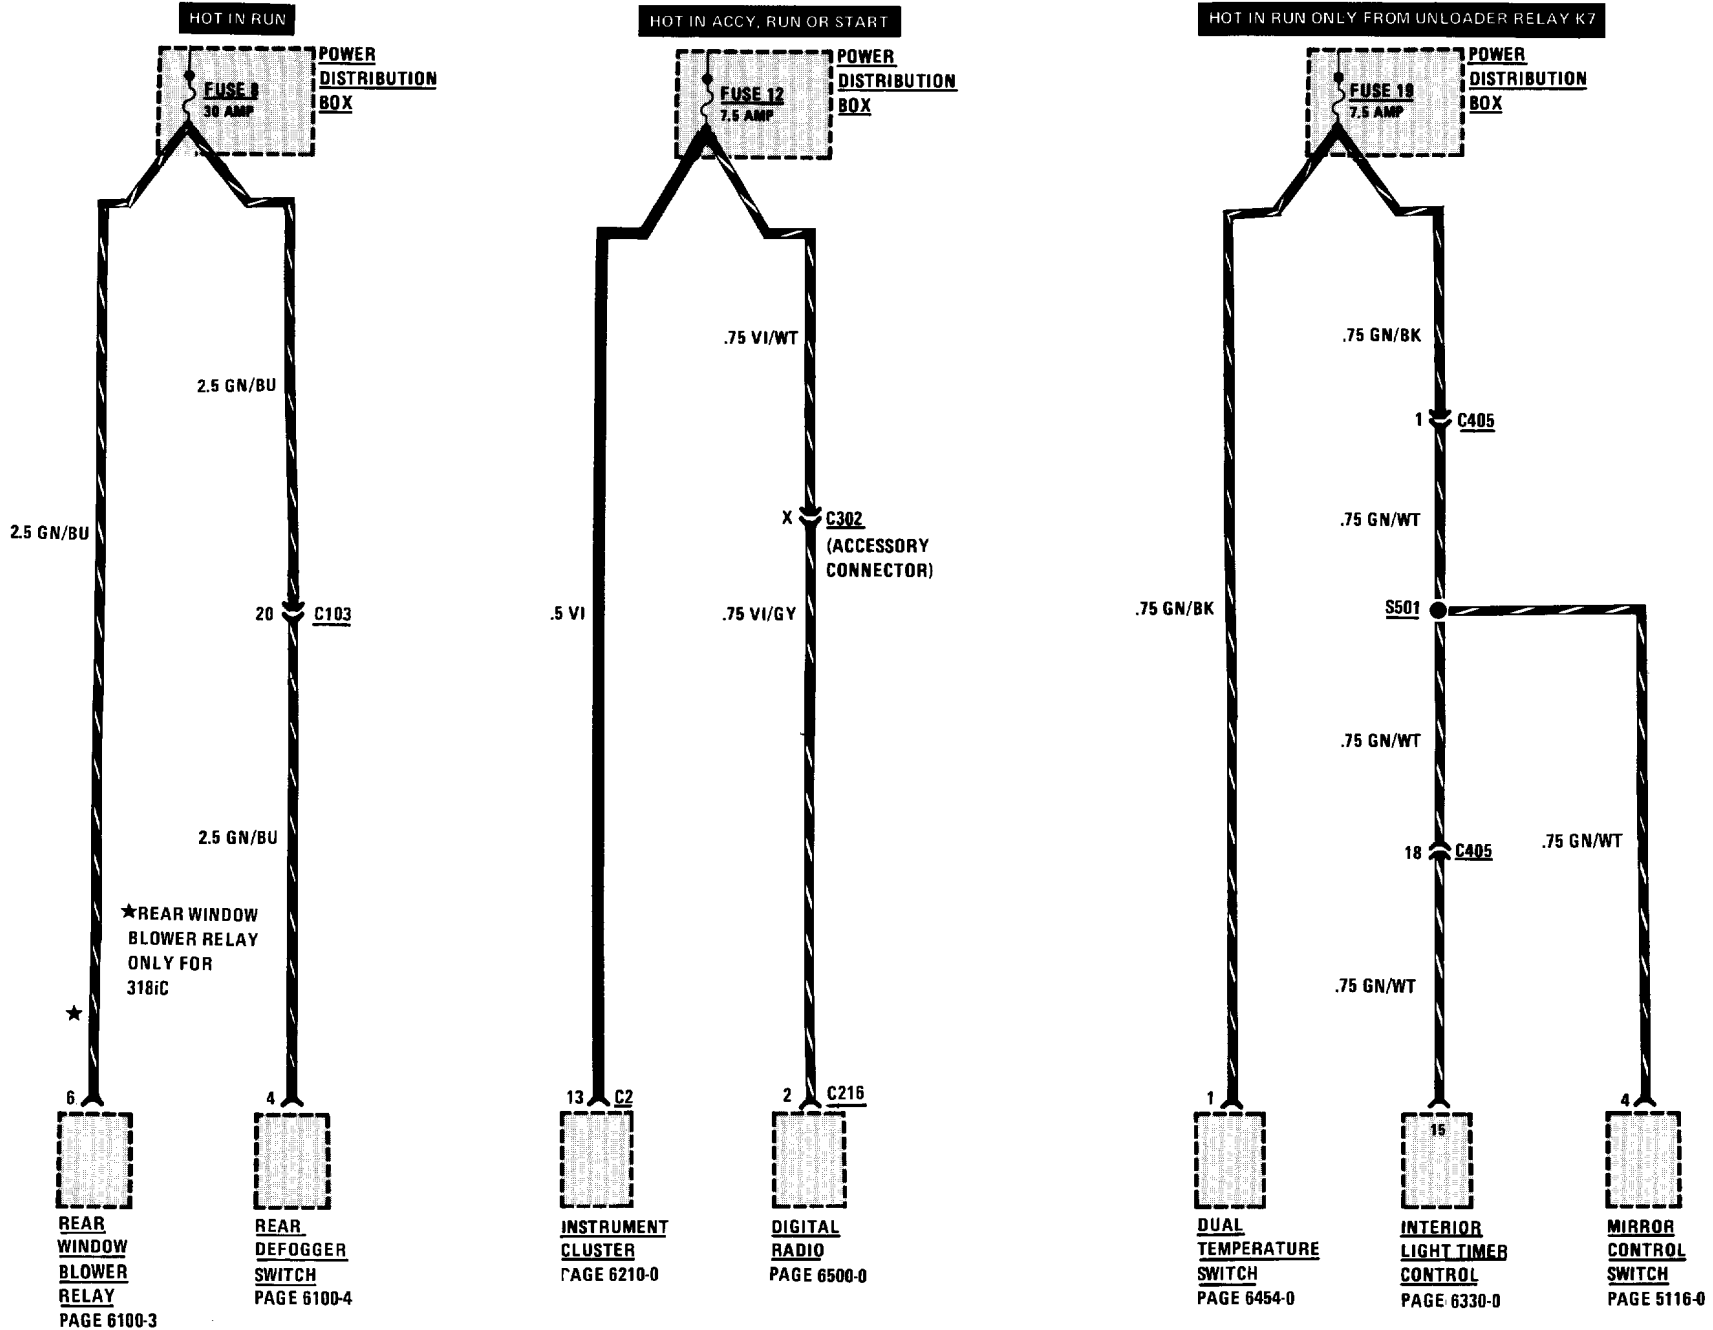 HOT IN RUN
POWER
DISTRIBUTION
BOX
FUSE 8
30 AMP
2.5 GN/BU
2.5 GN/BU
20 C103
2.5 GN/BU
★REAR WINDOW
BLOWER RELAY
ONLY FOR
318iC
★
6
4
REAR
WINDOW
BLOWER
RELAY
PAGE 6100-3
REAR
DEFOGGER
SWITCH
PAGE 6100-4
HOT IN ACCY, RUN OR START
POWER
DISTRIBUTION
BOX
FUSE 12
7.5 AMP
.75 VI/WT
X C302
(ACCESSORY
CONNECTOR)
.5 VI
.75 VI/GY
13 C2
2 C216
INSTRUMENT
CLUSTER
PAGE 6210-0
DIGITAL
RADIO
PAGE 6500-0
HOT IN RUN ONLY FROM UNLOADER RELAY K7
POWER
DISTRIBUTION
BOX
FUSE 19
7.5 AMP
.75 GN/BK
1 C405
.75 GN/WT
.75 GN/BK
S501
.75 GN/WT
.75 GN/WT
18 C405
.75 GN/WT
1
15
4
DUAL
TEMPERATURE
SWITCH
PAGE 6454-0
INTERIOR
LIGHT TIMER
CONTROL
PAGE 6330-0
MIRROR
CONTROL
SWITCH
PAGE 5116-0